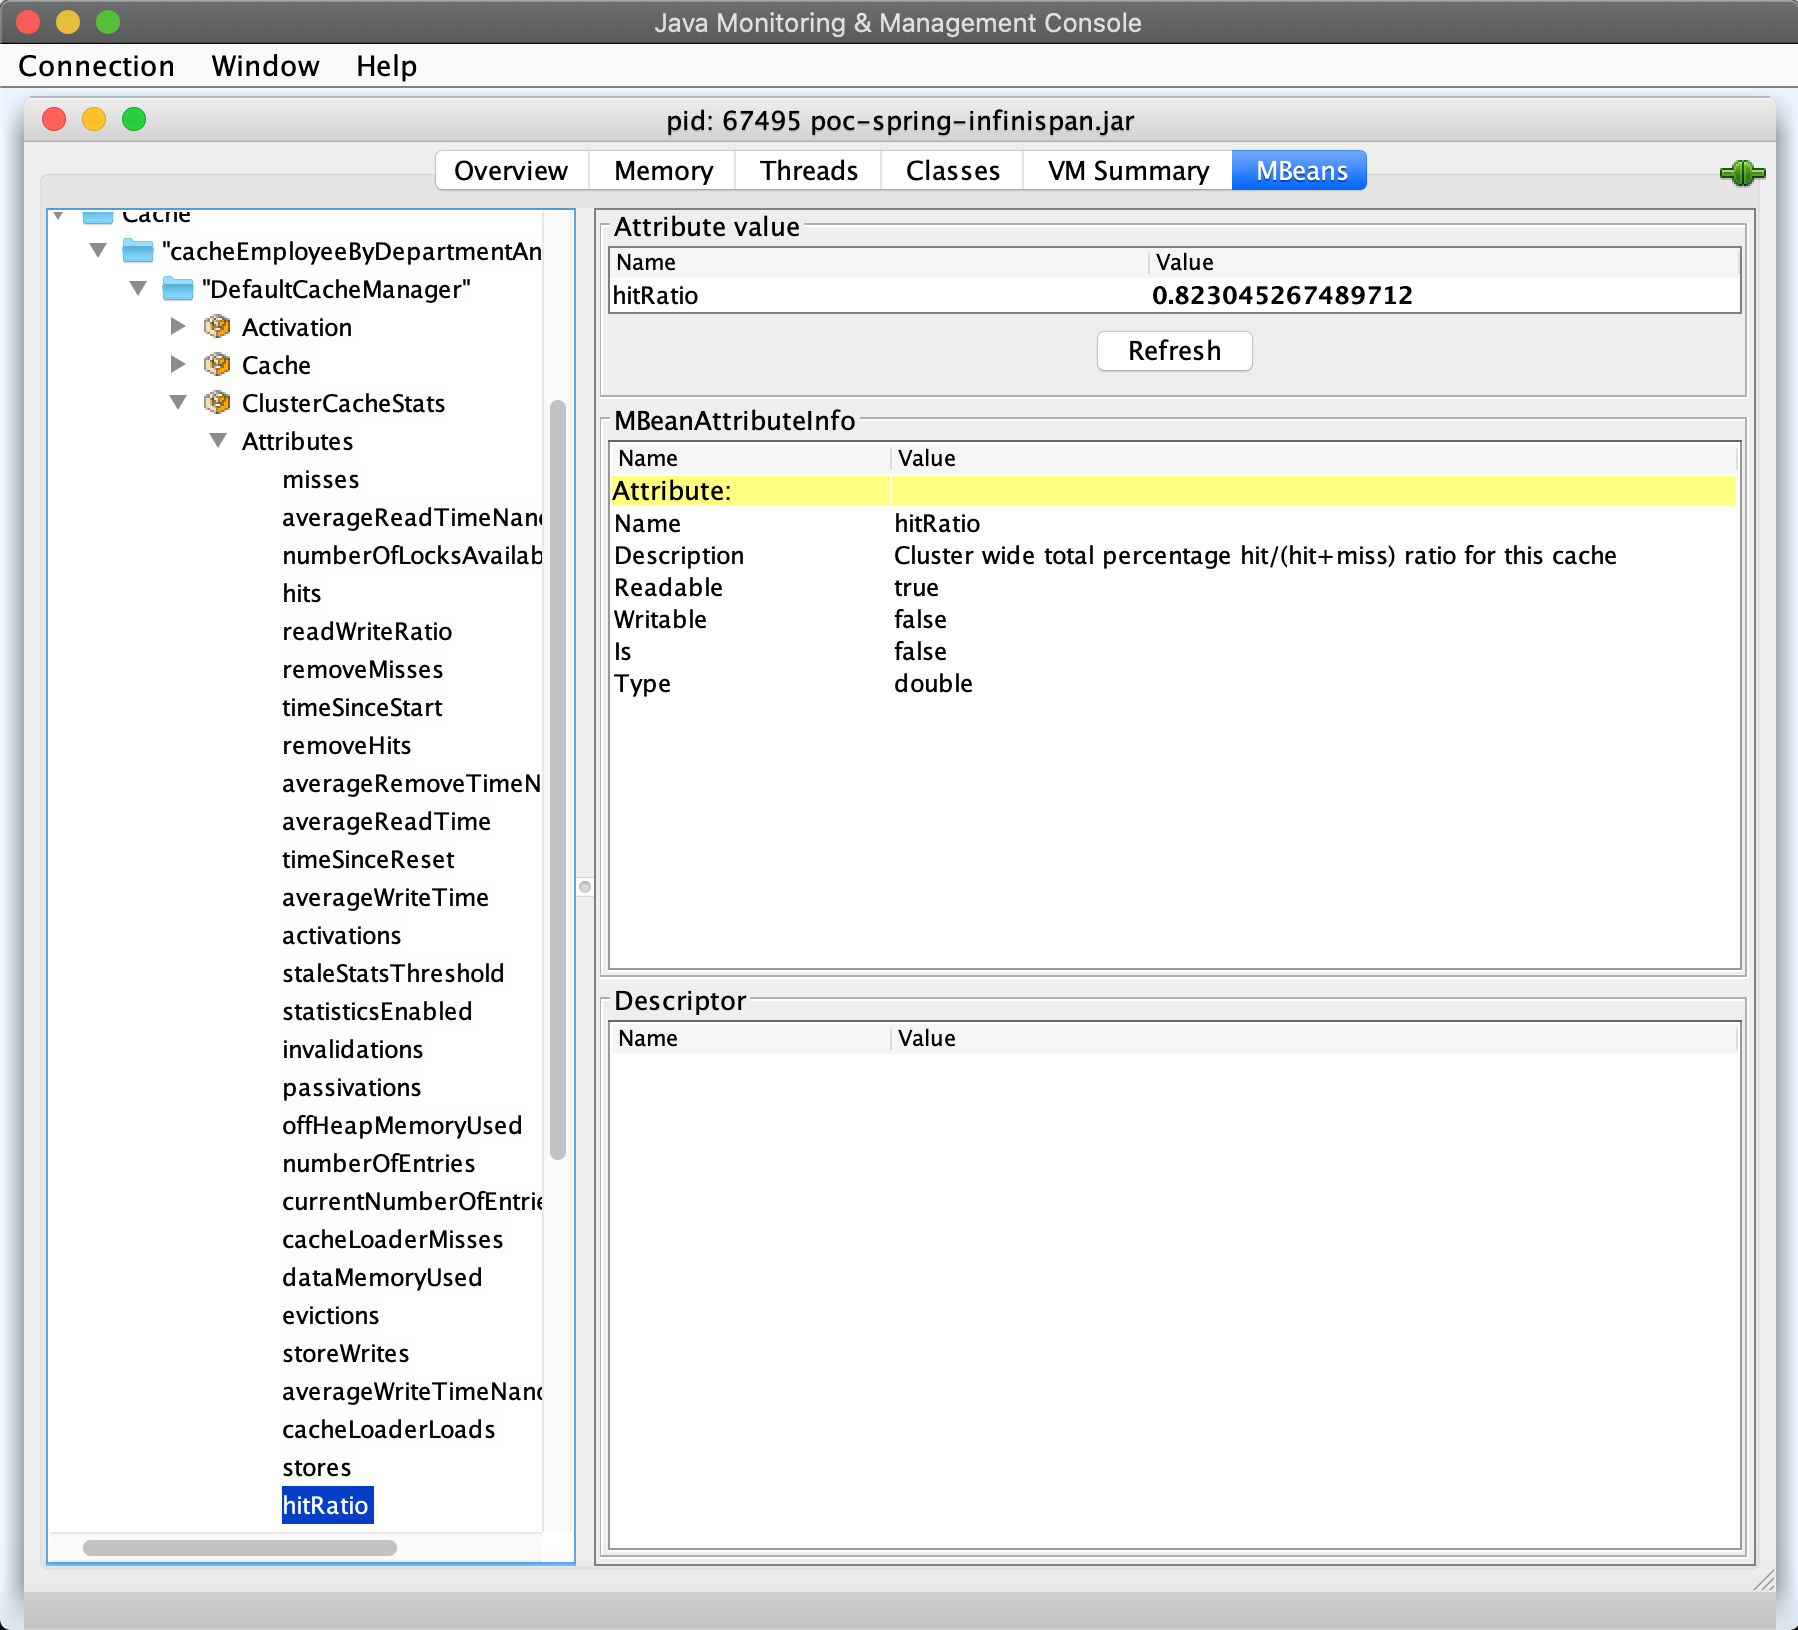 Java Monitoring & Management Console
Connection Window Help
pid: 67495 poc-spring-infinispan.jar
Overview Memory Threads Classes VM Summary MBeans
Cache
"cacheEmployeeByDepartmentAn
"DefaultCacheManager"
Activation
Cache
ClusterCacheStats
Attributes
misses
averageReadTimeNano
numberOfLocksAvailab
hits
readWriteRatio
removeMisses
timeSinceStart
removeHits
averageRemoveTimeN
averageReadTime
timeSinceReset
averageWriteTime
activations
staleStatsThreshold
statisticsEnabled
invalidations
passivations
offHeapMemoryUsed
numberOfEntries
currentNumberOfEntrie
cacheLoaderMisses
dataMemoryUsed
evictions
storeWrites
averageWriteTimeNano
cacheLoaderLoads
stores
hitRatio
Attribute value
Name Value
hitRatio 0.823045267489712
Refresh
MBeanAttributeInfo
Name Value
Attribute:
Name hitRatio
Description Cluster wide total percentage hit/(hit+miss) ratio for this cache
Readable true
Writable false
Is false
Type double
Descriptor
Name Value